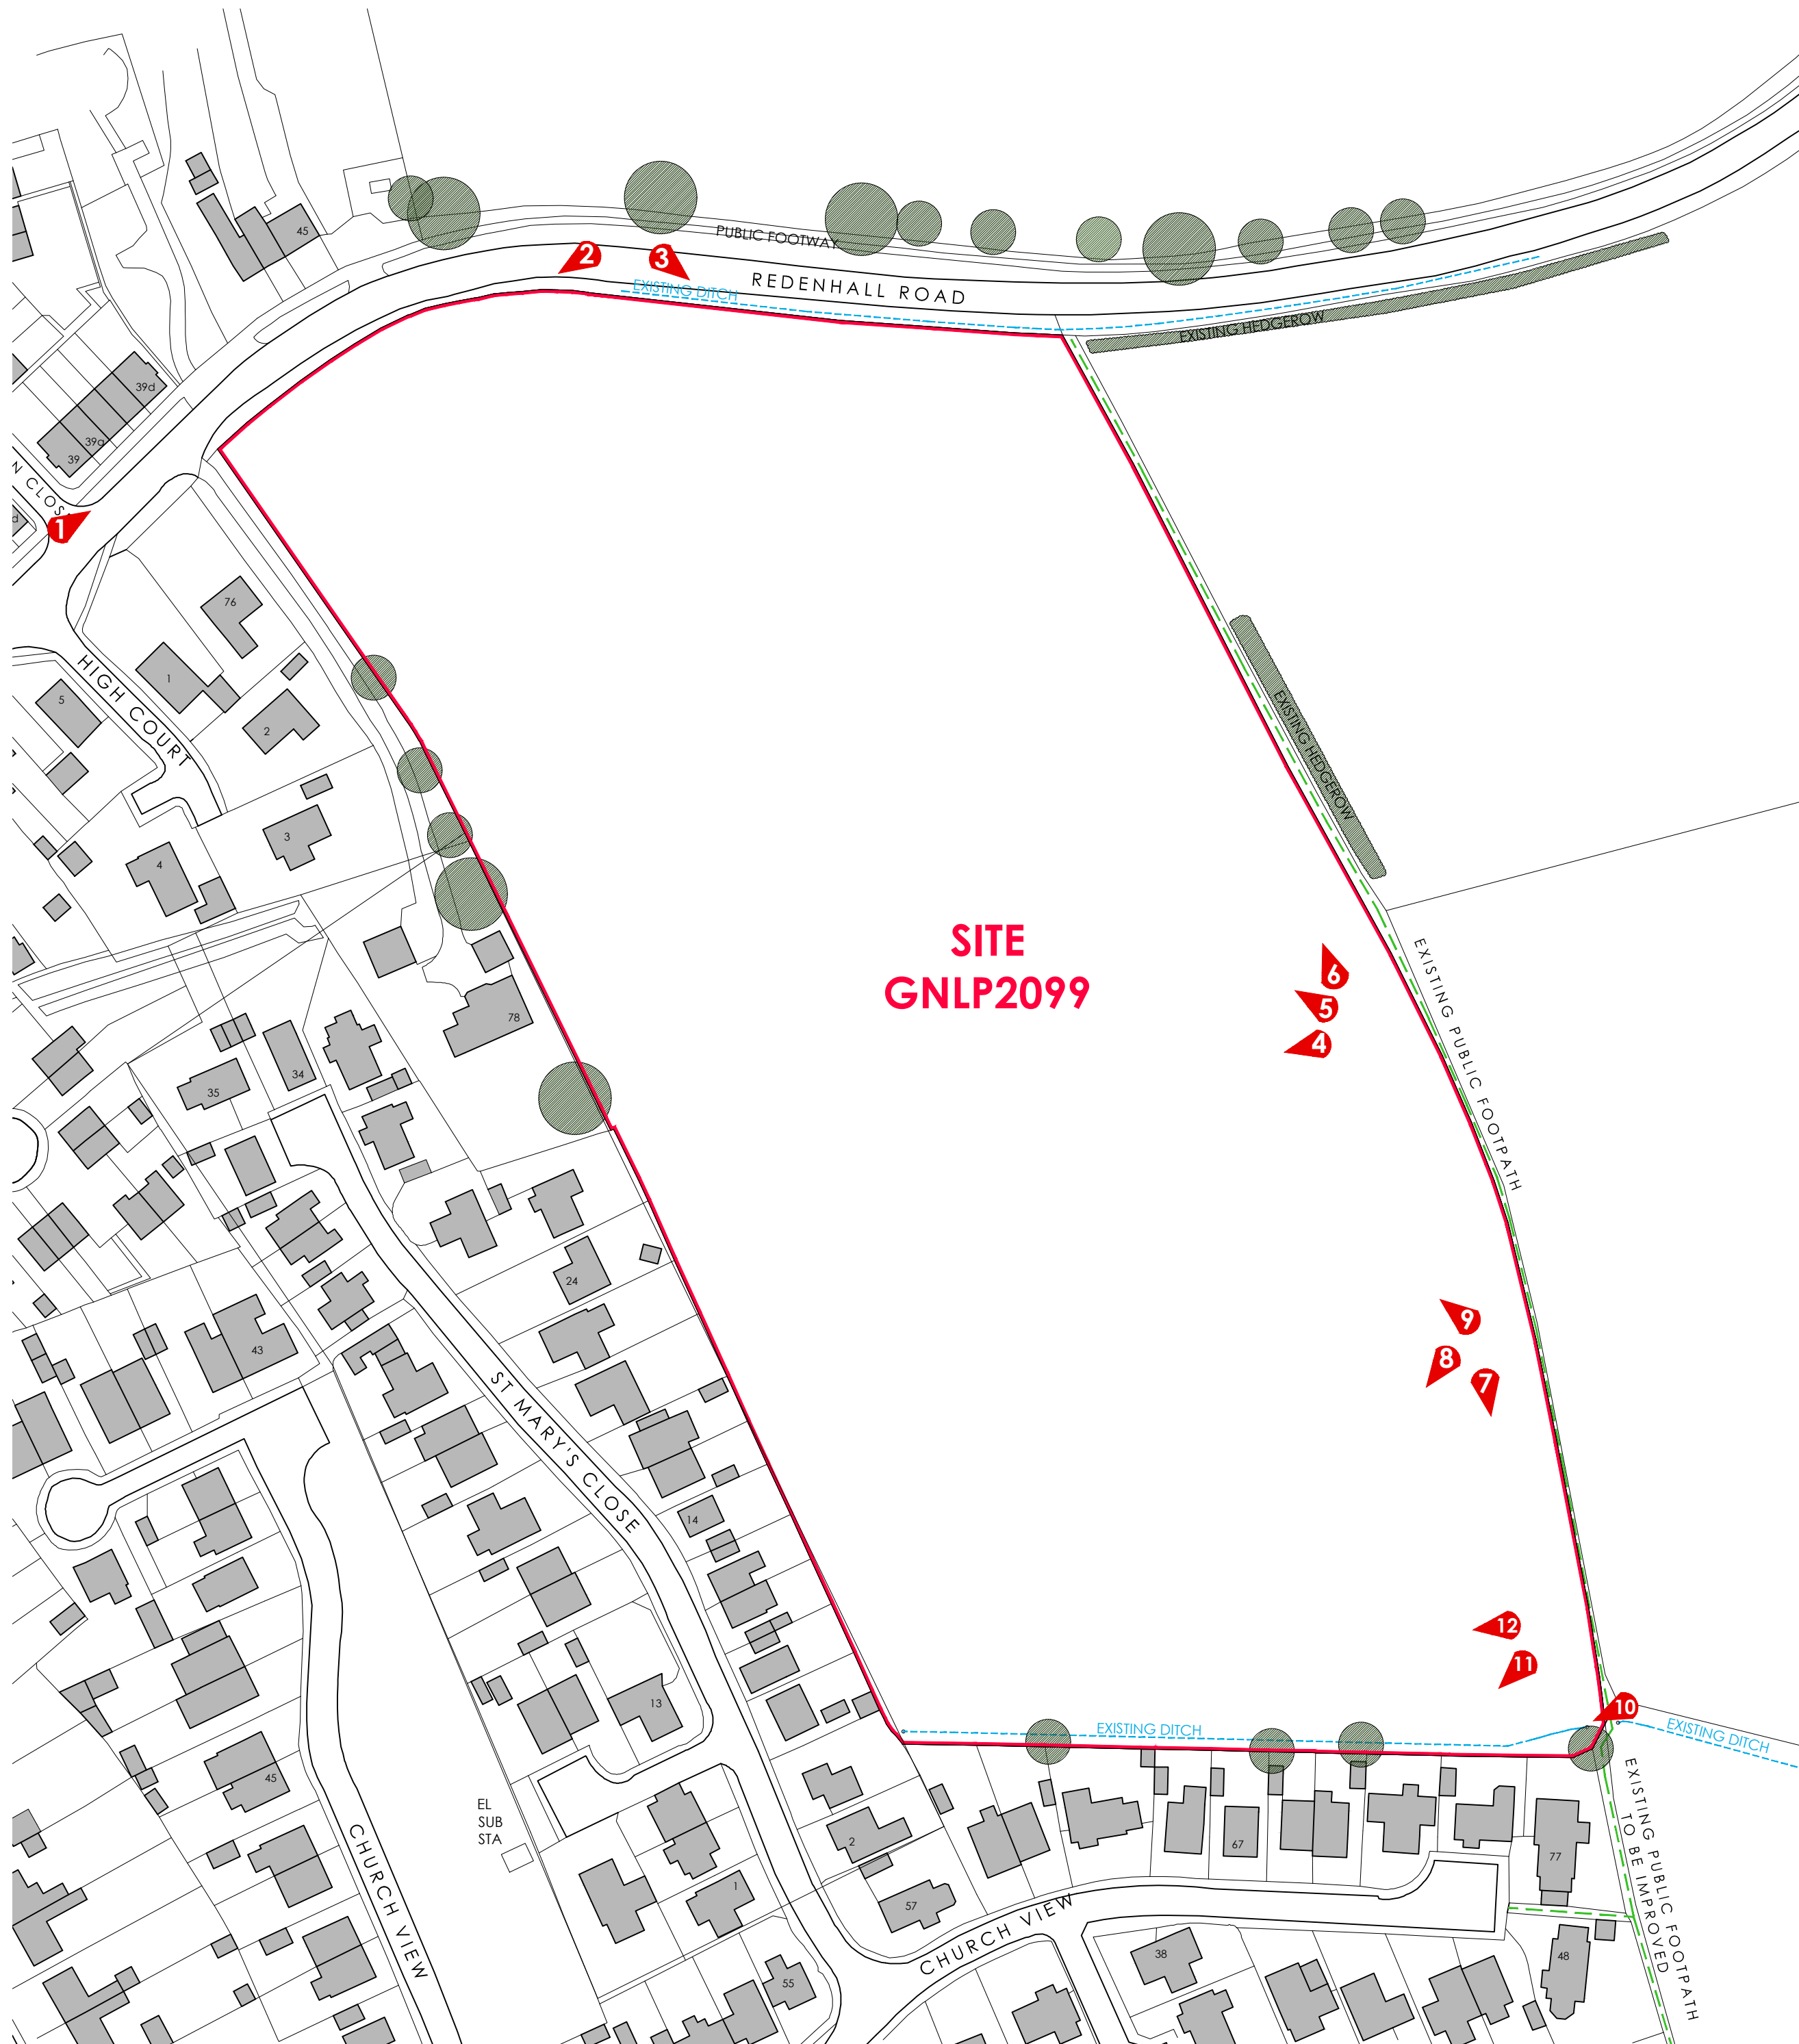 45
PUBLIC FOOTWAY
2
3
REDENHALL ROAD
EXISTING DITCH
EXISTING HEDGEROW
39d
39a
39
N CLOS
1
76
1
HIGH COURT
5
2
3
4
EXISTING HEDGEROW
SITE
GNLP2099
6
5
4
EXISTING PUBLIC FOOTPATH
78
34
35
24
43
9
8
7
ST MARY'S CLOSE
14
12
11
10
13
EXISTING DITCH
EXISTING DITCH
45
EL
SUB
STA
2
67
77
EXISTING PUBLIC FOOTPATH
TO BE IMPROVED
CHURCH VIEW
1
57
CHURCH VIEW
38
48
55